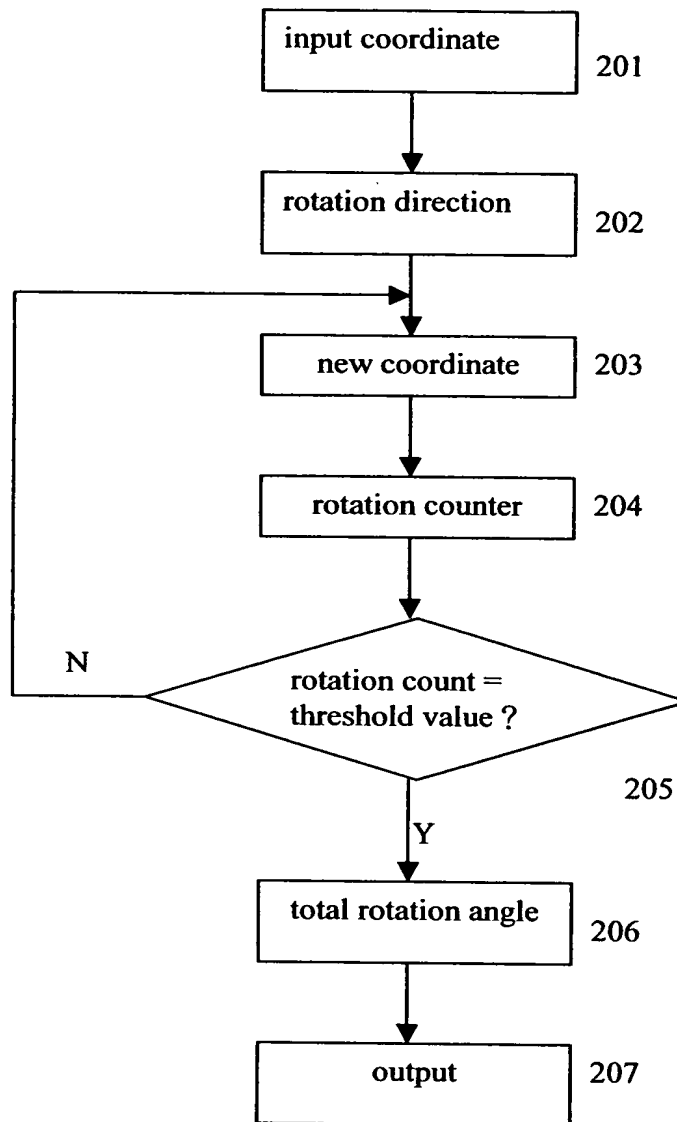 input coordinate
201
rotation direction
202
new coordinate
203
rotation counter
204
N
rotation count =
threshold value ?
205
Y
total rotation angle
206
output
207